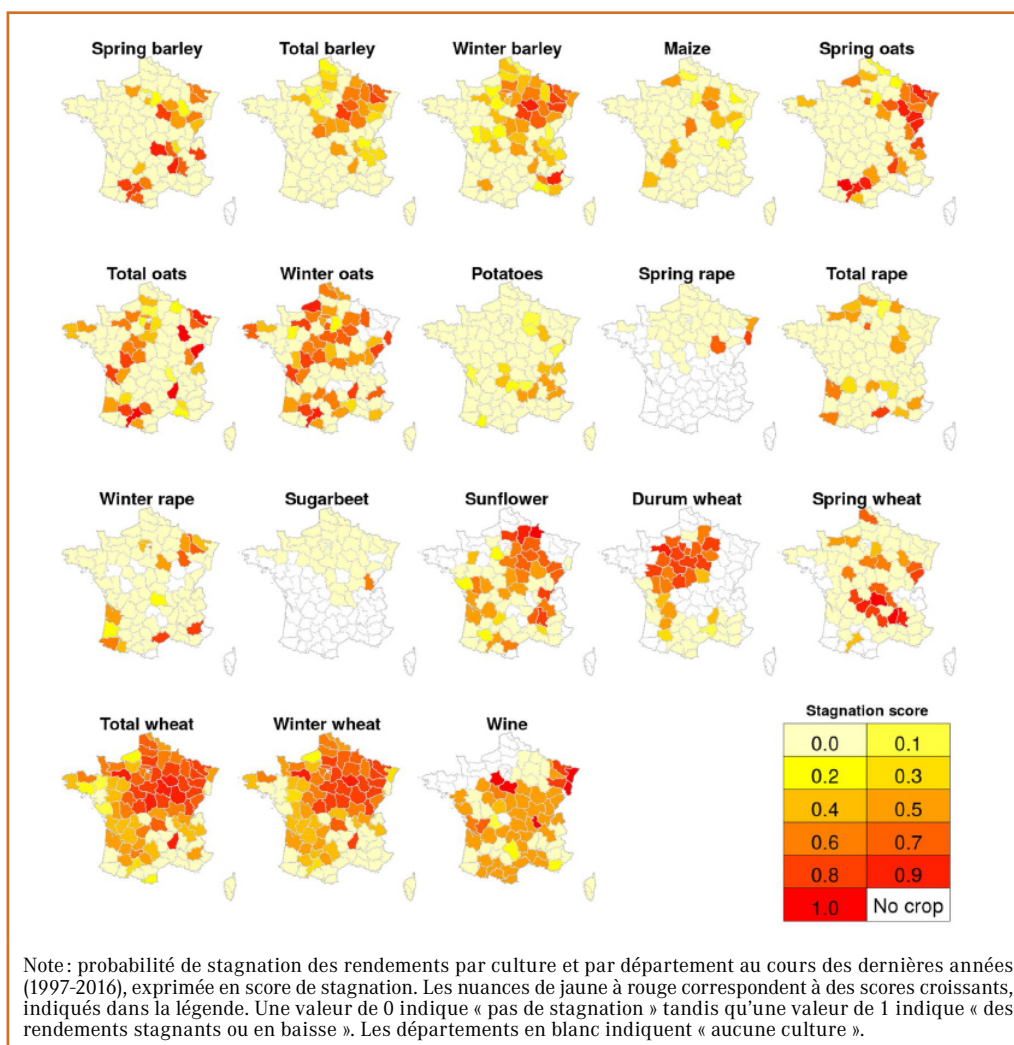 Spring barley Total barley Winter barley Maize Spring oats
Total oats Winter oats Potatoes Spring rape Total rape
Winter rape Sugarbeet Sunflower Durum wheat Spring wheat
Total wheat Winter wheat Wine
Stagnation score
0.0 0.1
0.2 0.3
0.4 0.5
0.6 0.7
0.8 0.9
1.0 No crop
Note : probabilité de stagnation des rendements par culture et par département au cours des dernières années
(1997-2016), exprimée en score de stagnation. Les nuances de jaune à rouge correspondent à des scores croissants,
indiqués dans la légende. Une valeur de 0 indique « pas de stagnation » tandis qu'une valeur de 1 indique « des
rendements stagnants ou en baisse ». Les départements en blanc indiquent « aucune culture ».